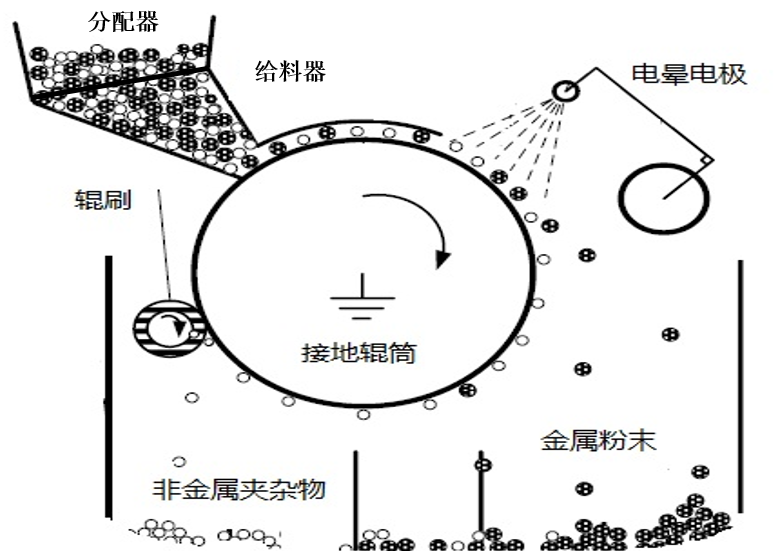 分配器
给料器
电晕电极
辊刷
接地辊筒
金属粉末
非金属夹杂物